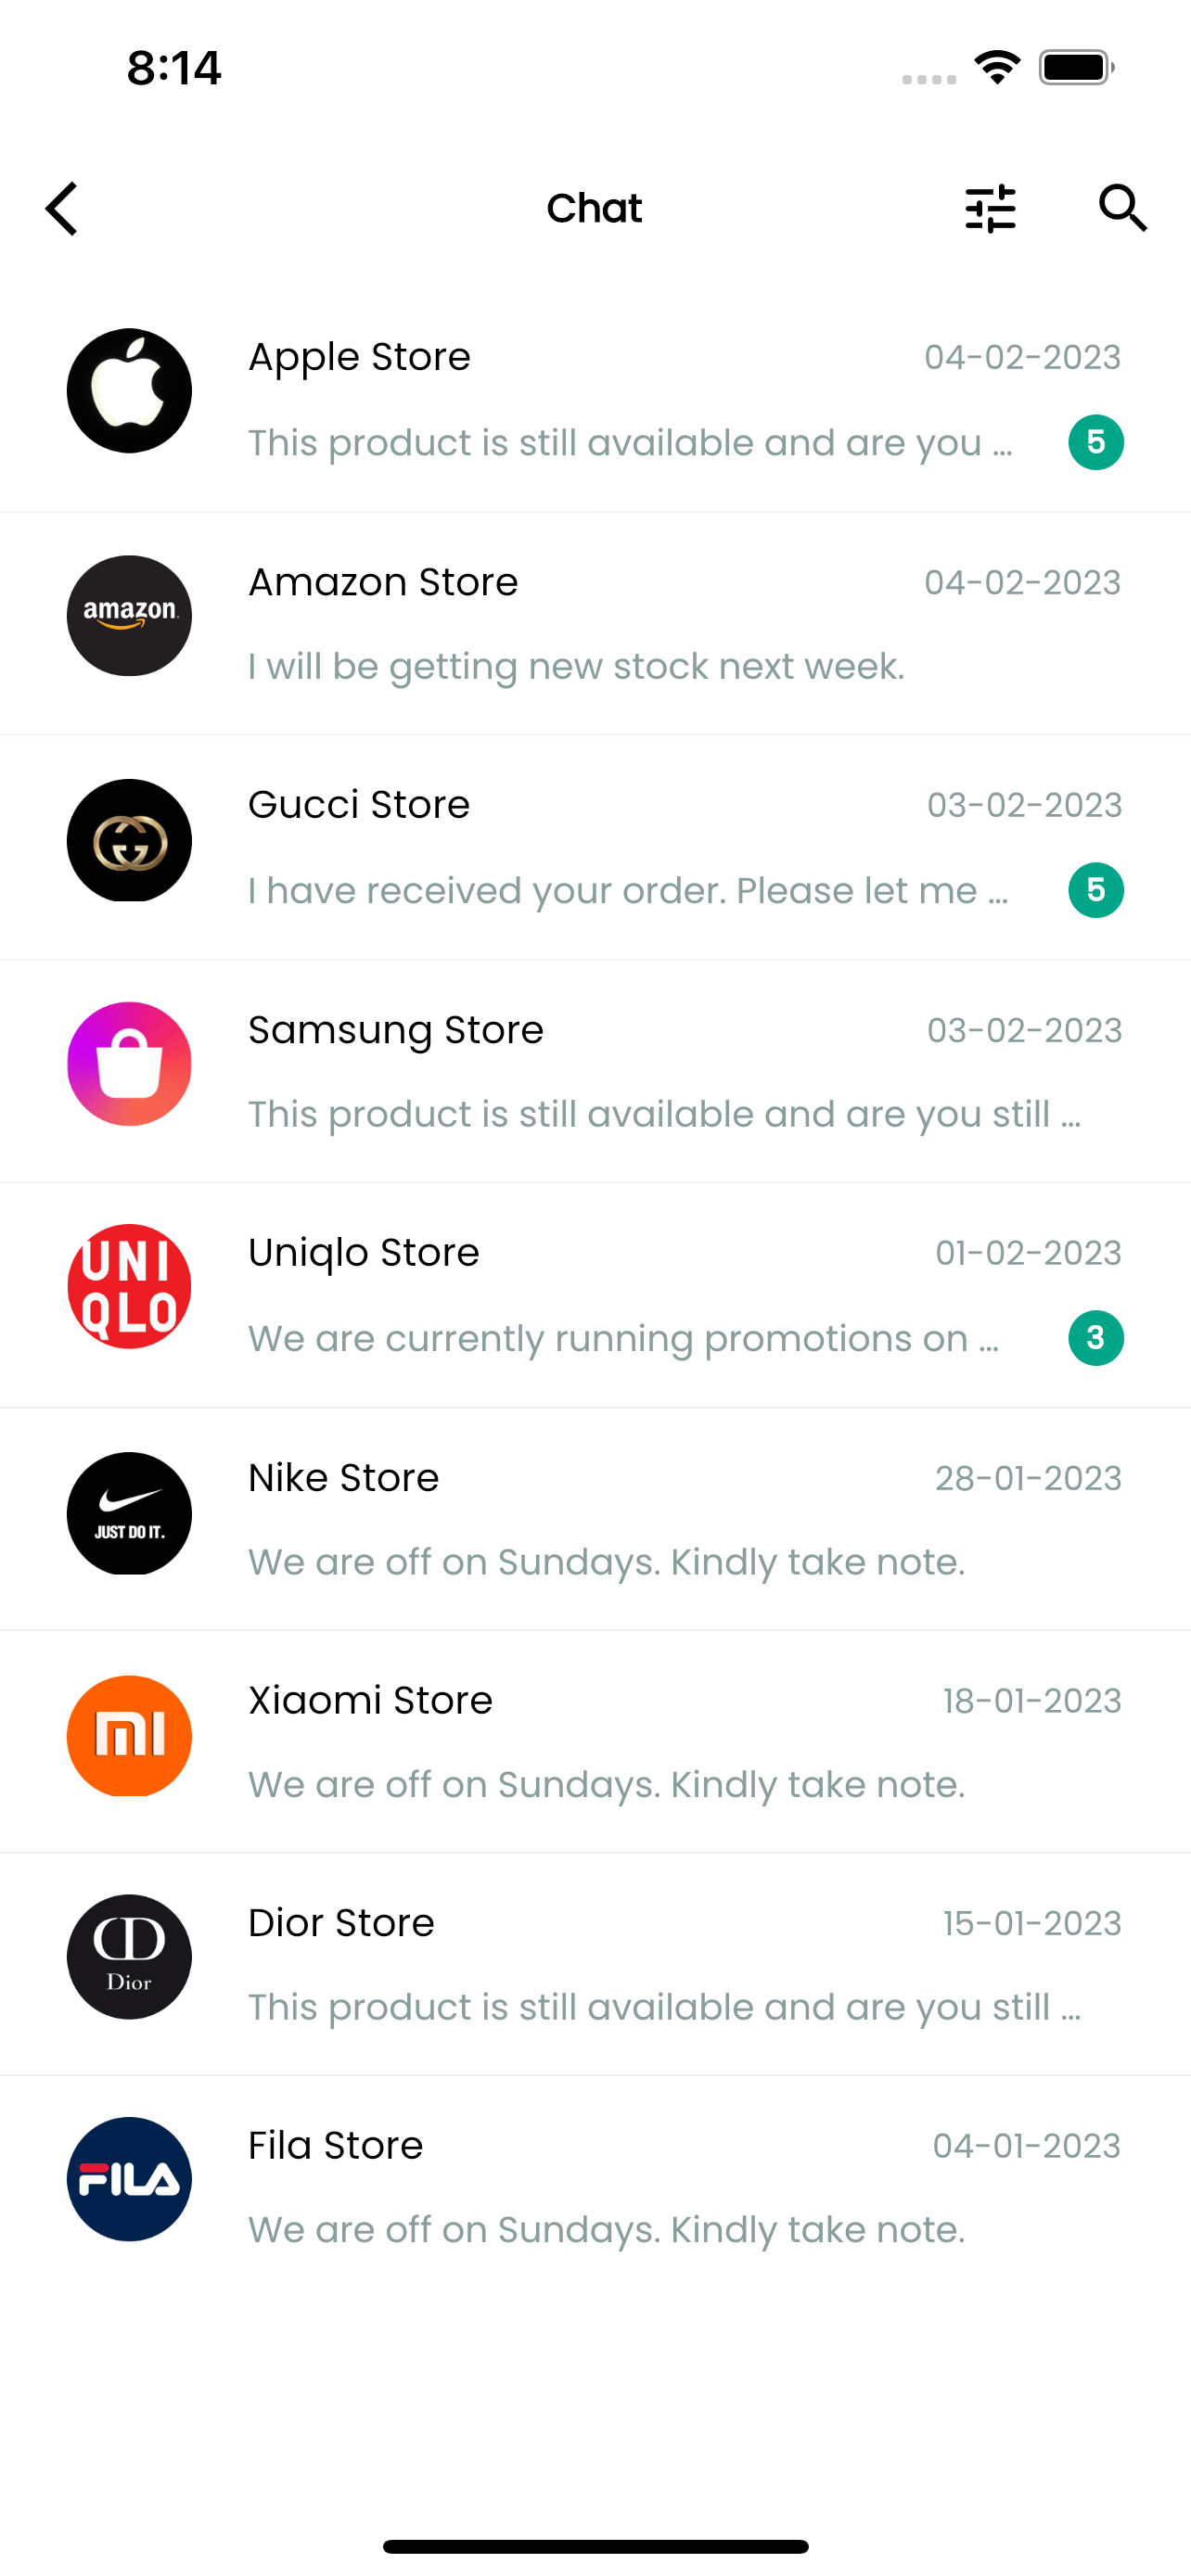 8:14
Chat
Apple Store 04-02-2023
This product is still available and are you ... 5
amazon
Amazon Store 04-02-2023
I will be getting new stock next week.
Gucci Store 03-02-2023
I have received your order. Please let me ... 5
Samsung Store 03-02-2023
This product is still available and are you still ...
UNI
QLO
Uniqlo Store 01-02-2023
We are currently running promotions on ... 3
JUST DO IT.
Nike Store 28-01-2023
We are off on Sundays. Kindly take note.
mi
Xiaomi Store 18-01-2023
We are off on Sundays. Kindly take note.
CD
Dior
Dior Store 15-01-2023
This product is still available and are you still ...
FILA
Fila Store 04-01-2023
We are off on Sundays. Kindly take note.